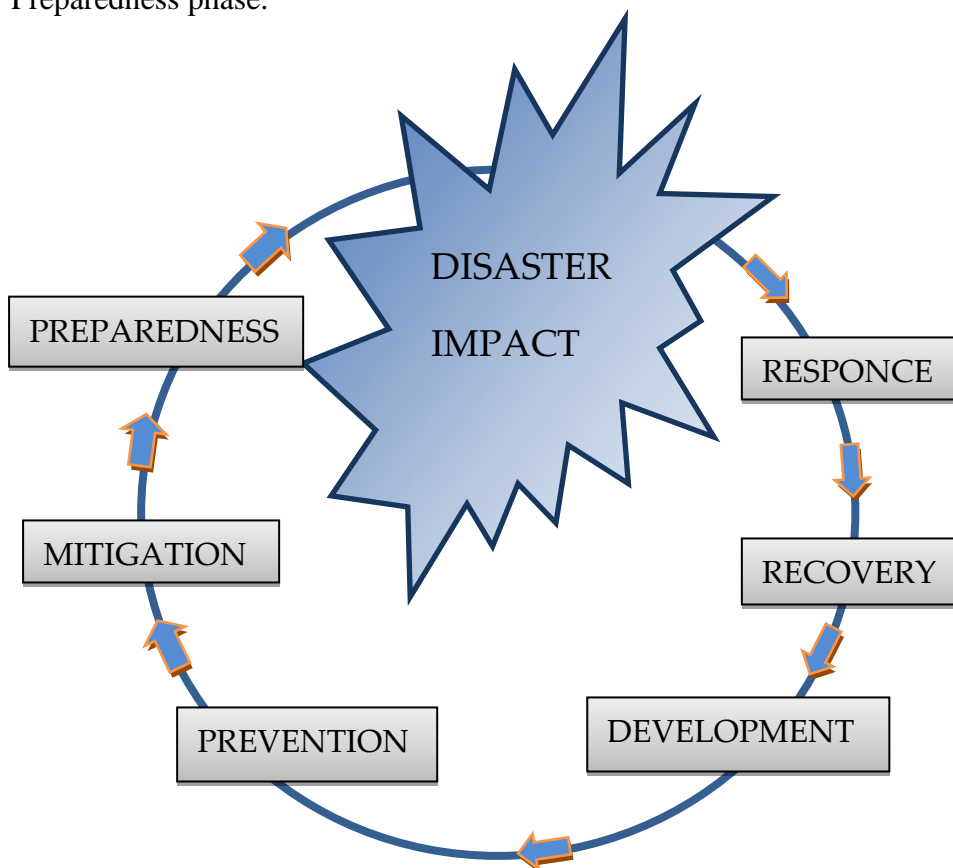 Preparedness phase.
DISASTER
IMPACT
PREPAREDNESS
RESPONCE
MITIGATION
RECOVERY
PREVENTION
DEVELOPMENT